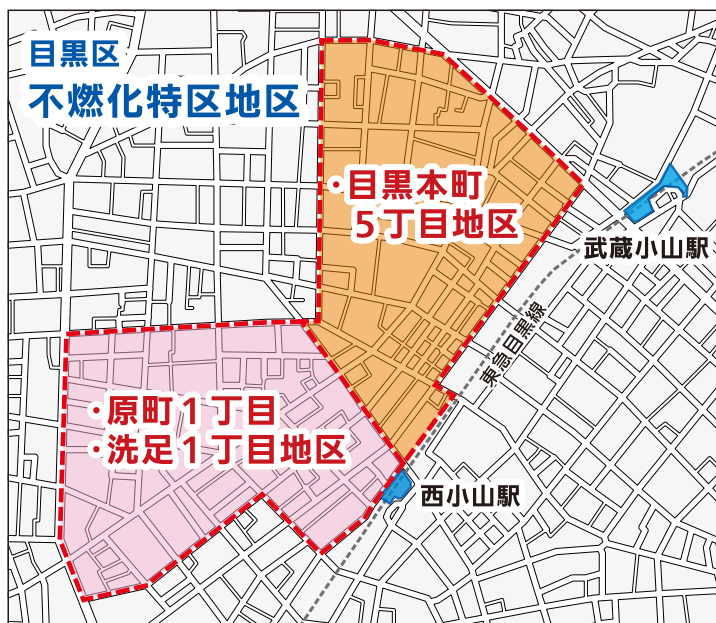 目黒区
不燃化特区地区
・目黒本町
5丁目地区
武蔵小山駅
東急目黒線
・原町1丁目
・洗足1丁目地区
西小山駅